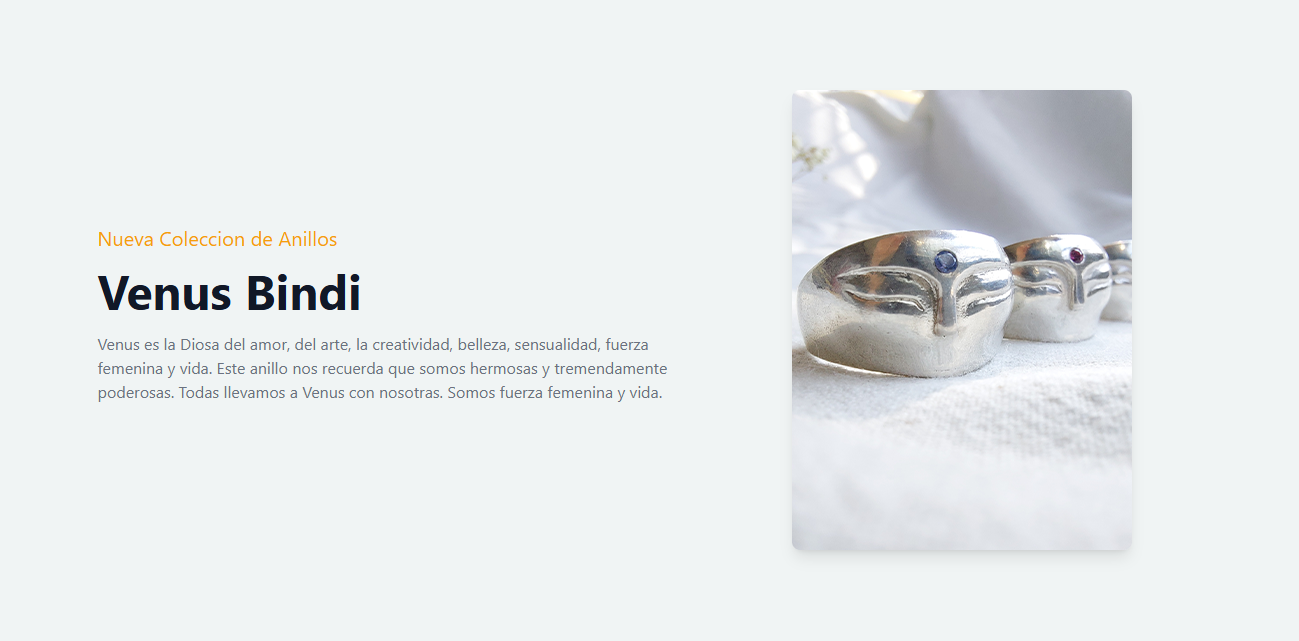 Nueva Coleccion de Anillos
Venus Bindi
Venus es la Diosa del amor, del arte, la creatividad, belleza, sensualidad, fuerza
femenina y vida. Este anillo nos recuerda que somos hermosas y tremendamente
poderosas. Todas llevamos a Venus con nosotras. Somos fuerza femenina y vida.